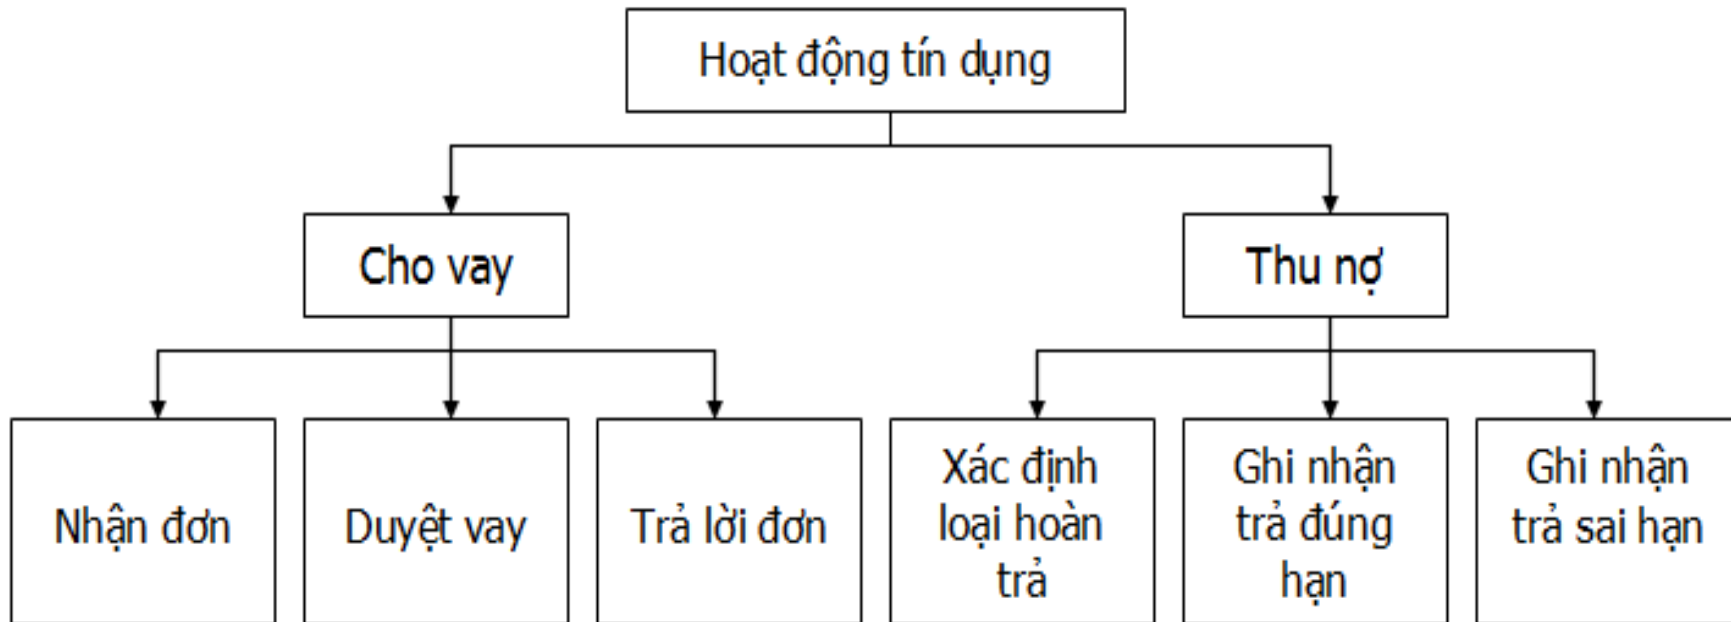 Hoạt động tín dụng
Cho vay
Thu nợ
Nhận đơn
Duyệt vay
Trả lời đơn
Xác định
loại hoàn
trả
Ghi nhận
trả đúng
hạn
Ghi nhận
trả sai hạn